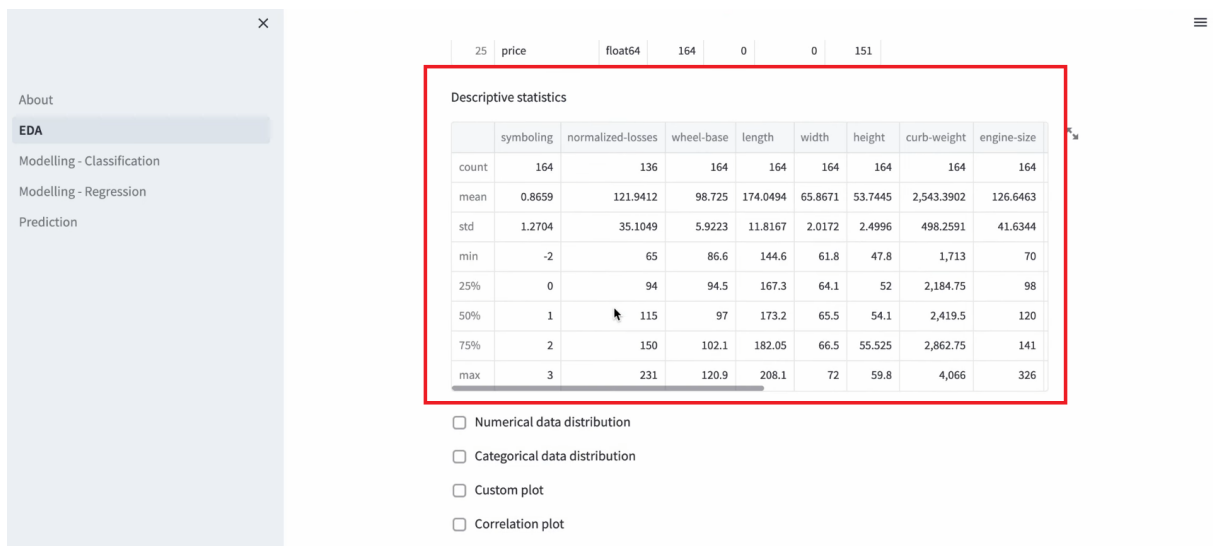 About
EDA
Modelling - Classification
Modelling - Regression
Prediction
25 price float64 164 0 0 151
Descriptive statistics
symboling normalized-losses wheel-base length width height curb-weight engine-size
count 164 136 164 164 164 164 164 164
mean 0.8659 121.9412 98.725 174.0494 65.8671 53.7445 2,543.3902 126.6463
std 1.2704 35.1049 5.9223 11.8167 2.0172 2.4996 498.2591 41.6344
min -2 65 86.6 144.6 61.8 47.8 1,713 70
25% 0 94 94.5 167.3 64.1 52 2,184.75 98
50% 1 115 97 173.2 65.5 54.1 2,419.5 120
75% 2 150 102.1 182.05 66.5 55.525 2,862.75 141
max 3 231 120.9 208.1 72 59.8 4,066 326
Numerical data distribution
Categorical data distribution
Custom plot
Correlation plot